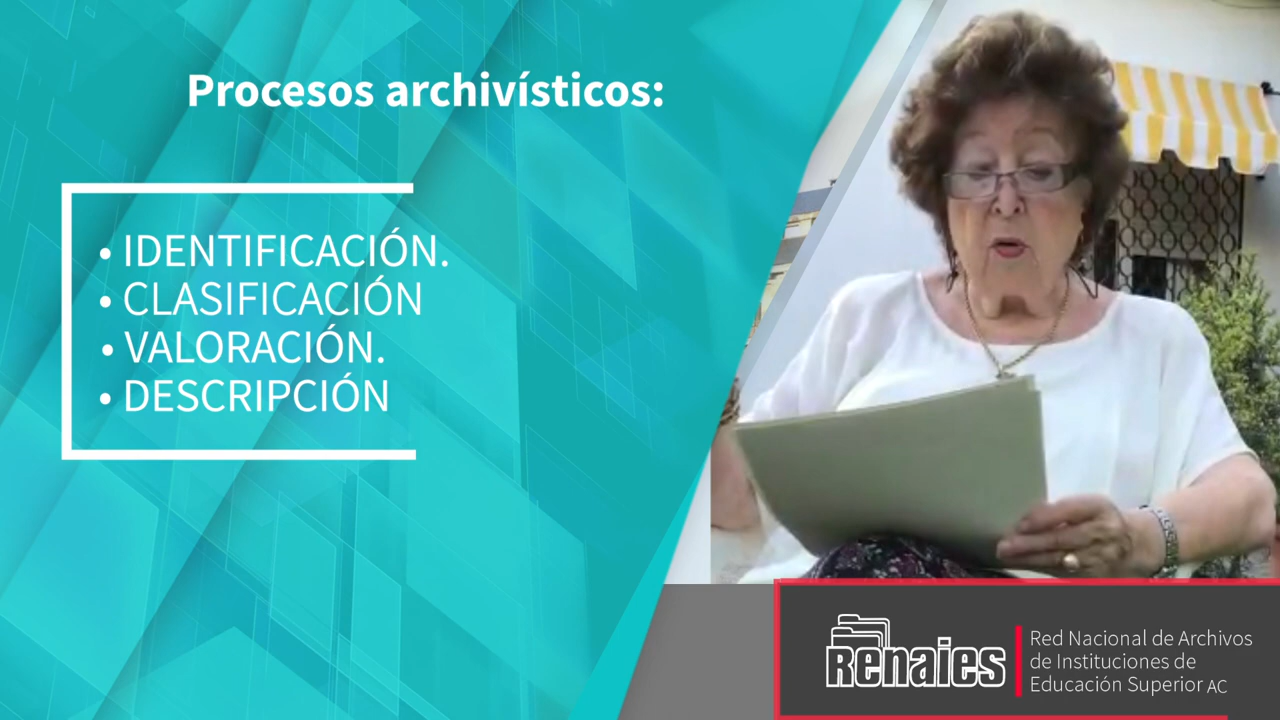 Procesos archivísticos:
• IDENTIFICACIÓN.
• CLASIFICACIÓN
• VALORACIÓN.
• DESCRIPCIÓN
Renaies
Red Nacional de Archivos
de Instituciones de
Educación Superior AC